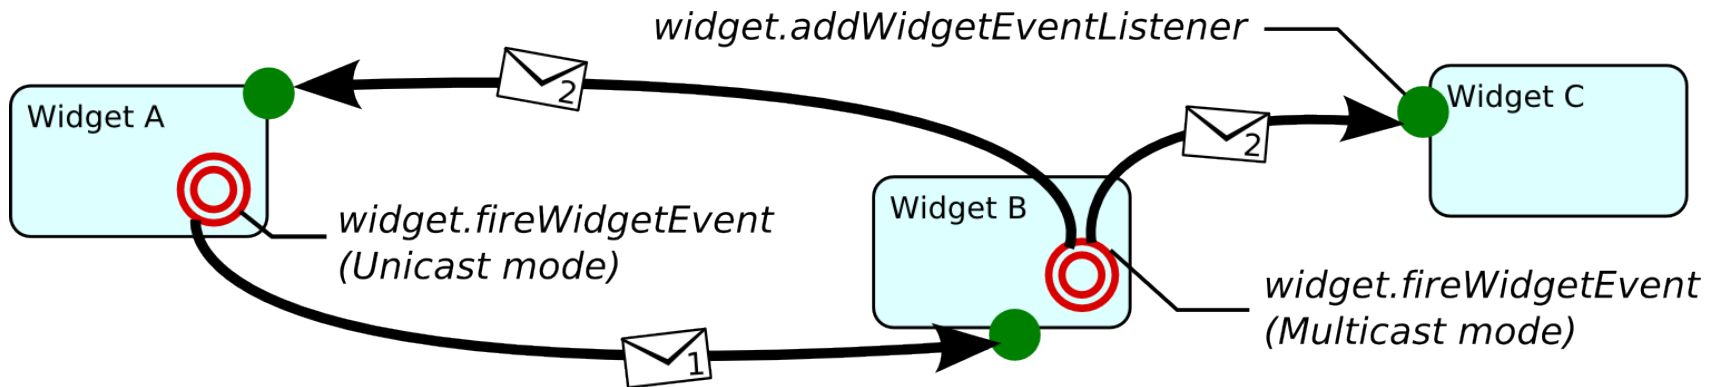 widget.addWidgetEventListener
Widget A
2
Widget C
2
widget.fireWidgetEvent
(Unicast mode)
Widget B
widget.fireWidgetEvent
(Multicast mode)
1